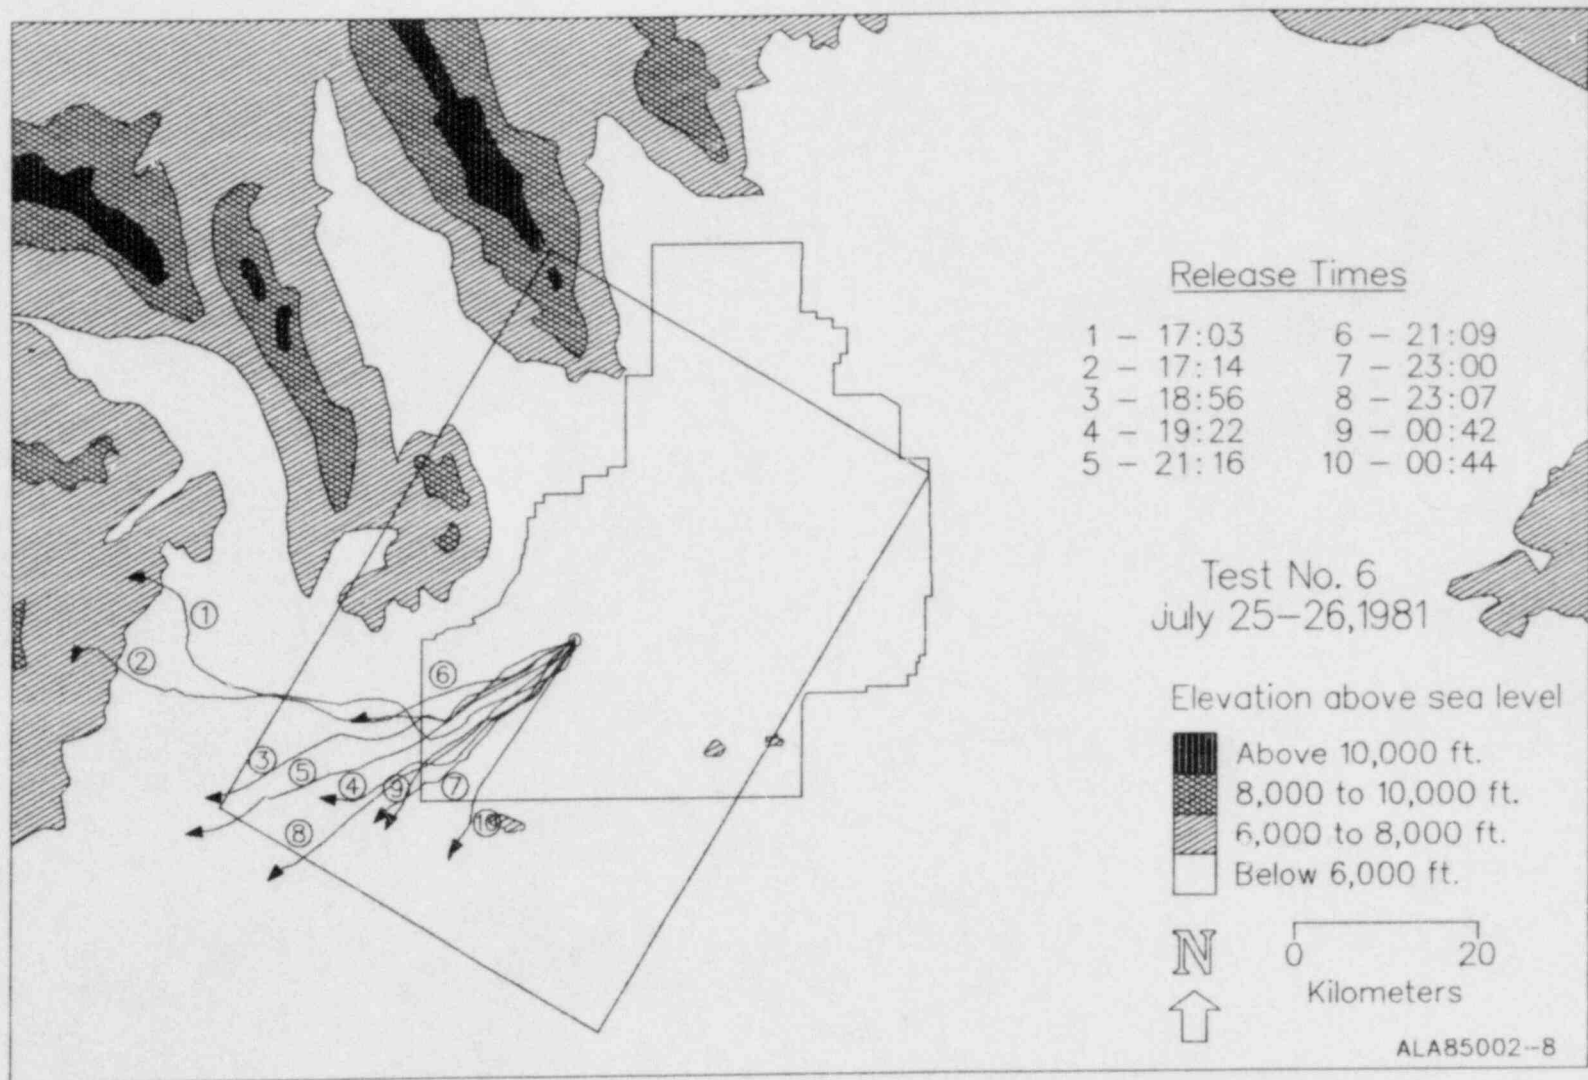 Release Times
1 – 17:03 6 – 21:09
2 – 17:14 7 – 23:00
3 – 18:56 8 – 23:07
4 – 19:22 9 – 00:42
5 – 21:16 10 – 00:44
Test No. 6
July 25–26,1981
Elevation above sea level
Above 10,000 ft.
8,000 to 10,000 ft.
6,000 to 8,000 ft.
Below 6,000 ft.
N
0 20
Kilometers
ALA85002-8
1
2
6
3
5
4
9
7
8
10